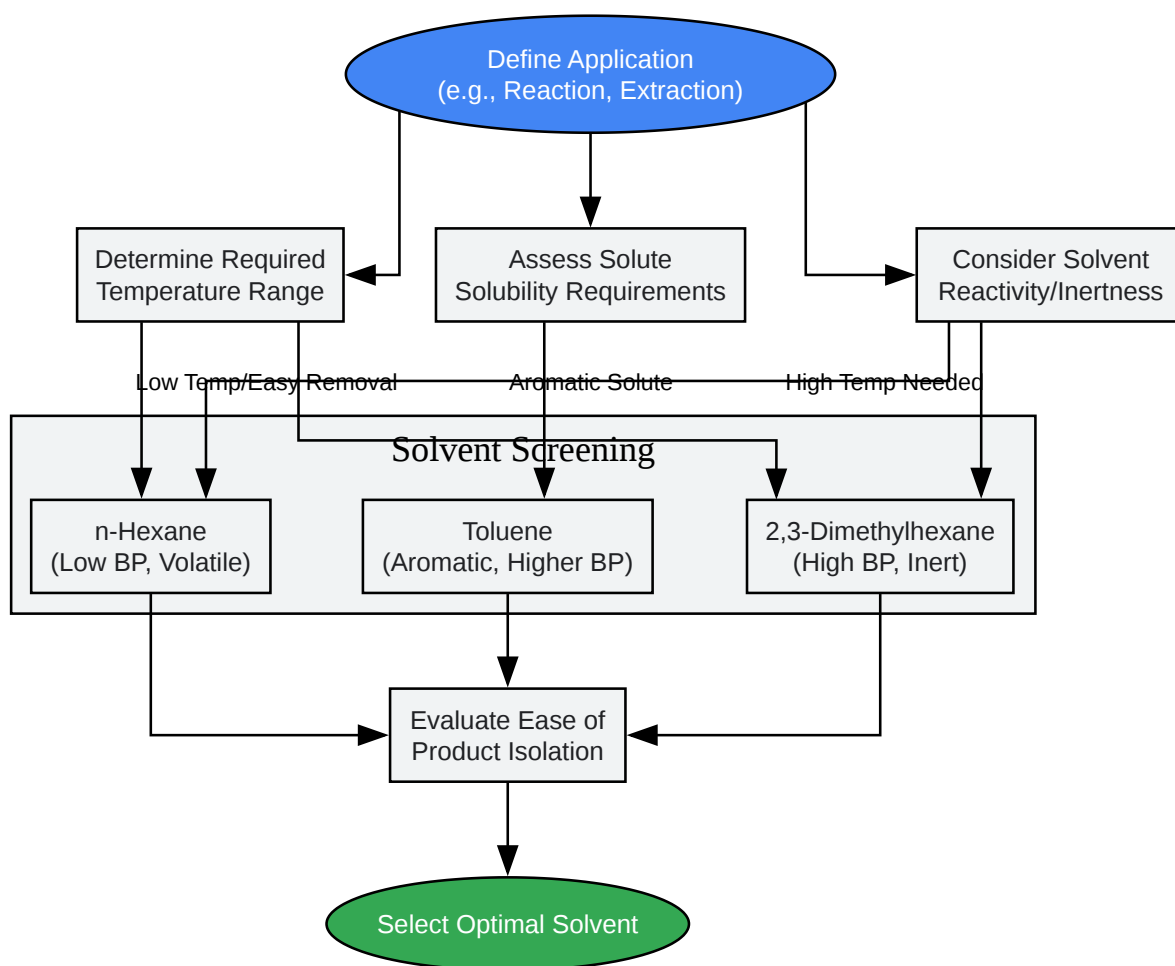 Define Application
(e.g., Reaction, Extraction)
Determine Required
Temperature Range
Assess Solute
Solubility Requirements
Consider Solvent
Reactivity/Inertness
Low Temp/Easy Removal
Aromatic Solute
High Temp Needed
Solvent Screening
n-Hexane
(Low BP, Volatile)
Toluene
(Aromatic, Higher BP)
2,3-Dimethylhexane
(High BP, Inert)
Evaluate Ease of
Product Isolation
Select Optimal Solvent